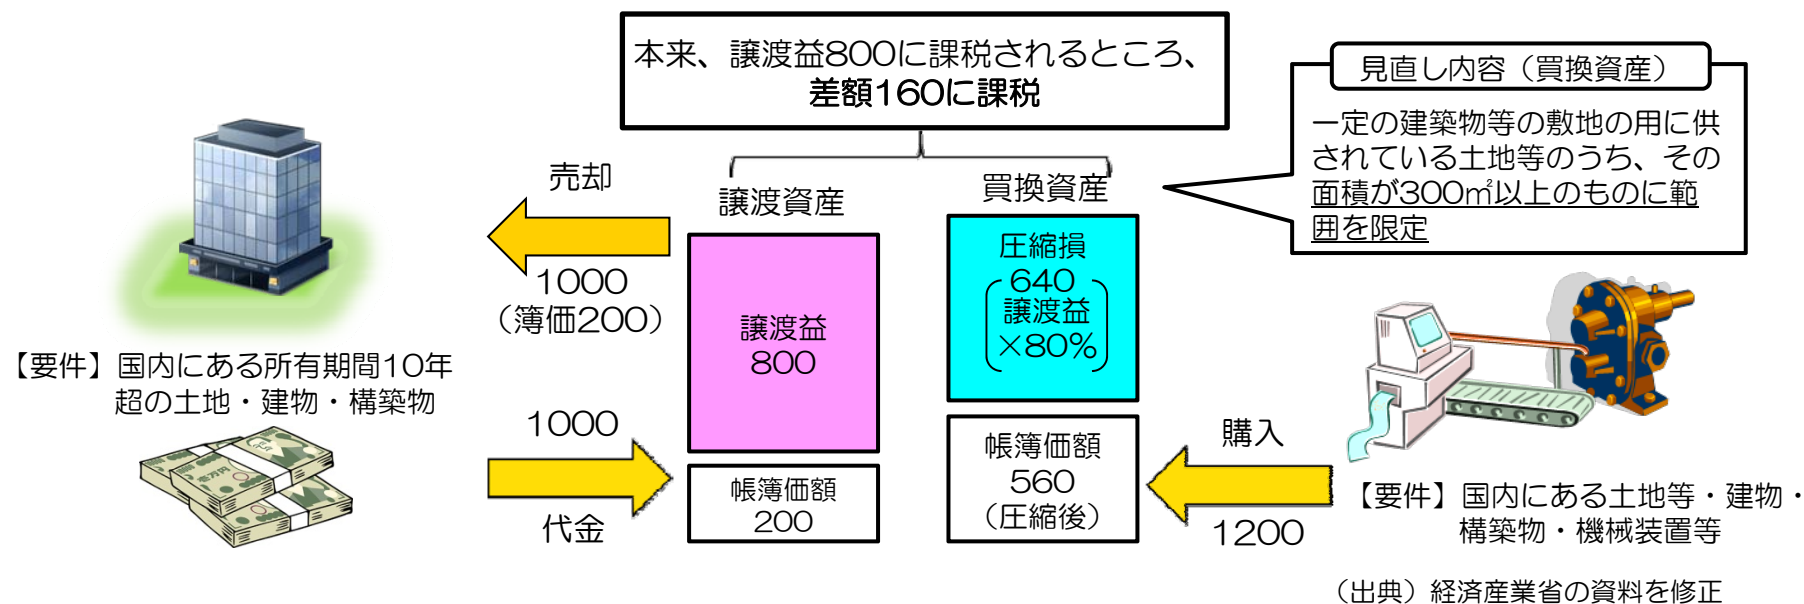 本来、譲渡益800に課税されるところ、
差額160に課税
見直し内容（買換資産）
一定の建築物等の敷地の用に供
されている土地等のうち、その
面積が300㎡以上のものに範
囲を限定
売却
1000
（簿価200）
譲渡資産
買換資産
譲渡益
800
圧縮損
640
譲渡益
×80%
【要件】国内にある所有期間10年
超の土地・建物・構築物
1000
代金
帳簿価額
200
帳簿価額
560
（圧縮後）
購入
1200
【要件】国内にある土地等・建物・
構築物・機械装置等
（出典）経済産業省の資料を修正